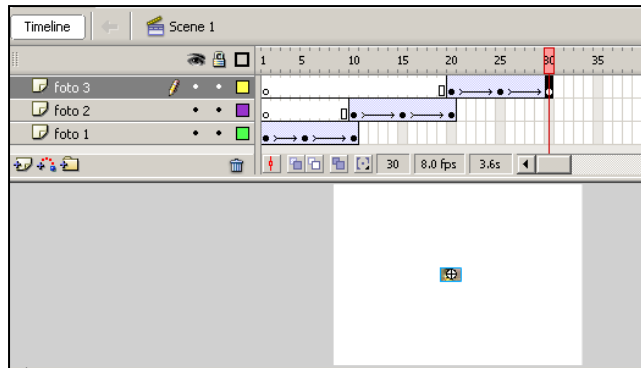 Timeline Scene 1
1 5 10 15 20 25 30 35
foto 3
foto 2
foto 1
30 8.0 fps 3.6s